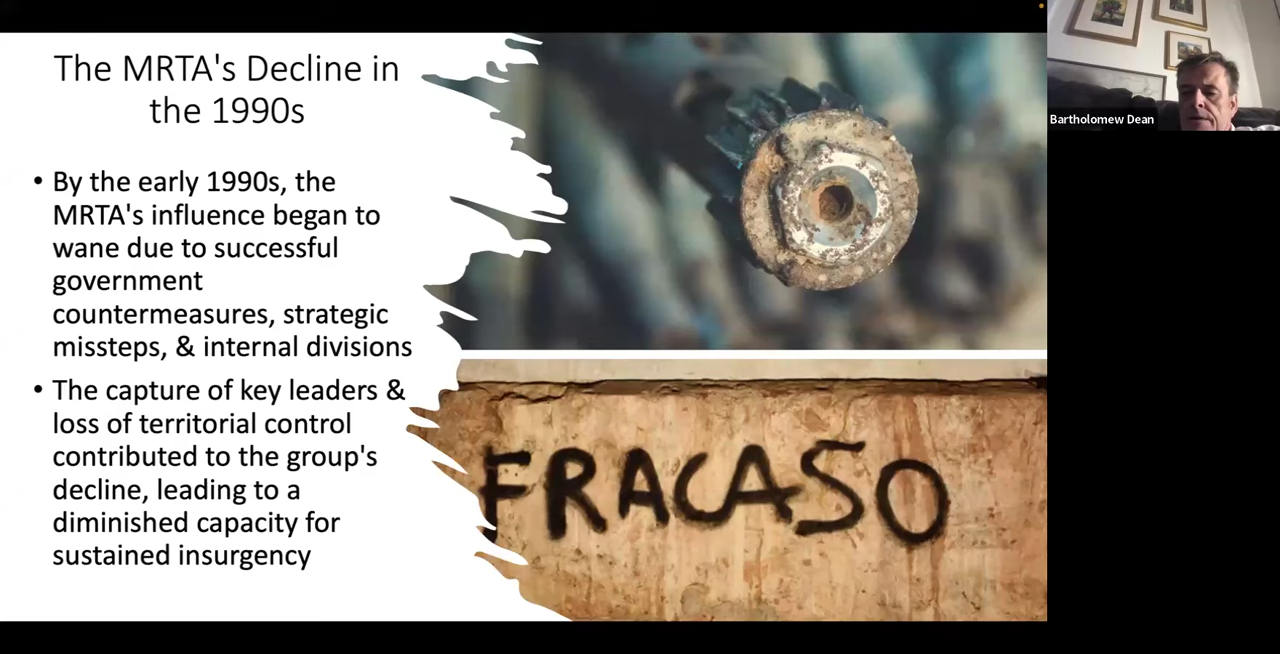 The MRTA's Decline in
the 1990s
• By the early 1990s, the
MRTA's influence began to
wane due to successful
government
countermeasures, strategic
missteps, & internal divisions
• The capture of key leaders &
loss of territorial control
contributed to the group's
decline, leading to a
diminished capacity for
sustained insurgency
FRACASO
Bartholomew Dean